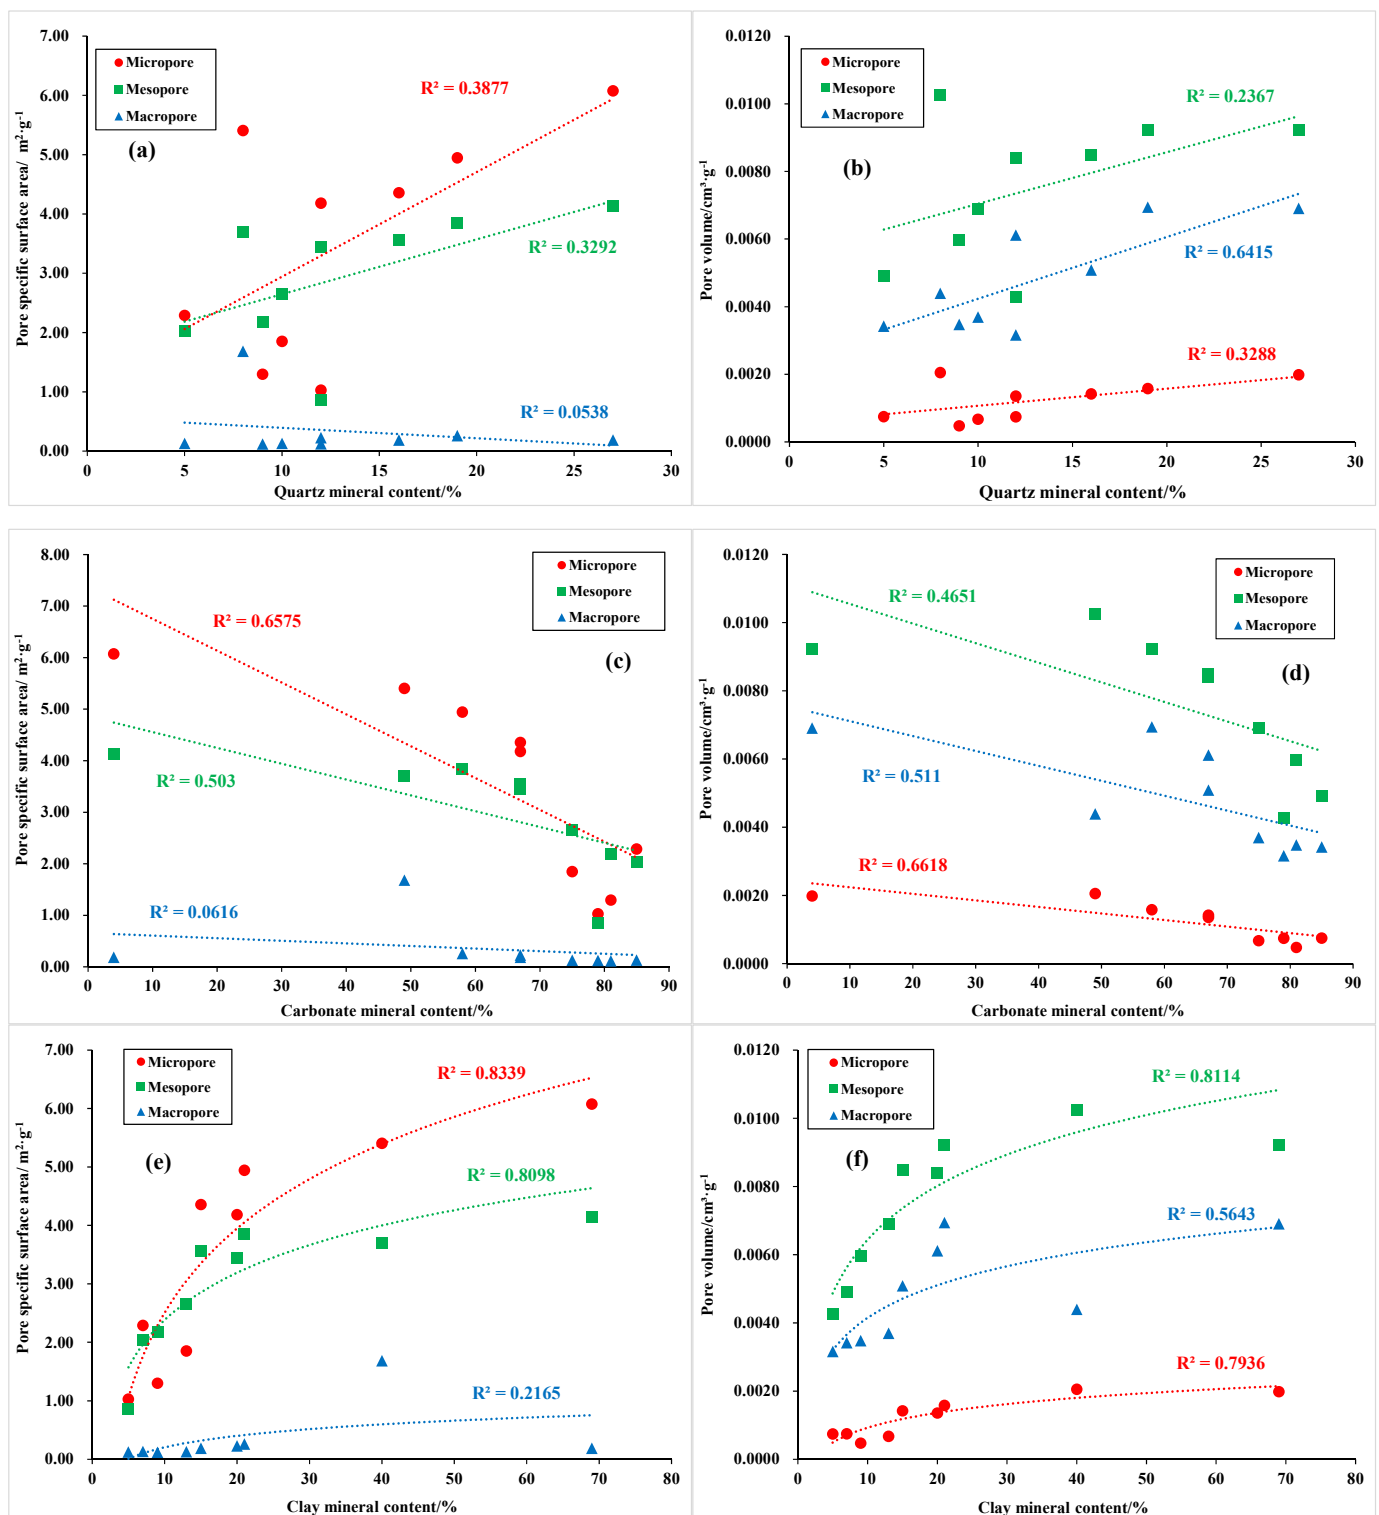 7.00
6.00
5.00
4.00
3.00
2.00
1.00
0.00
Pore specific surface area/ m²·g⁻¹
Micropore
Mesopore
Macropore
(a)
R² = 0.3877
R² = 0.3292
R² = 0.0538
0 5 10 15 20 25 30
Quartz mineral content/%
0.0120
0.0100
0.0080
0.0060
0.0040
0.0020
0.0000
Pore volume/cm³·g⁻¹
Micropore
Mesopore
Macropore
(b)
R² = 0.2367
R² = 0.6415
R² = 0.3288
0 5 10 15 20 25 30
Quartz mineral content/%
8.00
7.00
6.00
5.00
4.00
3.00
2.00
1.00
0.00
Pore specific surface area/ m²·g⁻¹
Micropore
Mesopore
Macropore
(c)
R² = 0.6575
R² = 0.503
R² = 0.0616
0 10 20 30 40 50 60 70 80 90
Carbonate mineral content/%
0.0120
0.0100
0.0080
0.0060
0.0040
0.0020
0.0000
Pore volume/cm³·g⁻¹
Micropore
Mesopore
Macropore
(d)
R² = 0.4651
R² = 0.511
R² = 0.6618
0 10 20 30 40 50 60 70 80 90
Carbonate mineral content/%
7.00
6.00
5.00
4.00
3.00
2.00
1.00
0.00
Pore specific surface area/ m²·g⁻¹
Micropore
Mesopore
Macropore
(e)
R² = 0.8339
R² = 0.8098
R² = 0.2165
0 10 20 30 40 50 60 70 80
Clay mineral content/%
0.0120
0.0100
0.0080
0.0060
0.0040
0.0020
0.0000
Pore volume/cm³·g⁻¹
Micropore
Mesopore
Macropore
(f)
R² = 0.8114
R² = 0.5643
R² = 0.7936
0 10 20 30 40 50 60 70 80
Clay mineral content/%